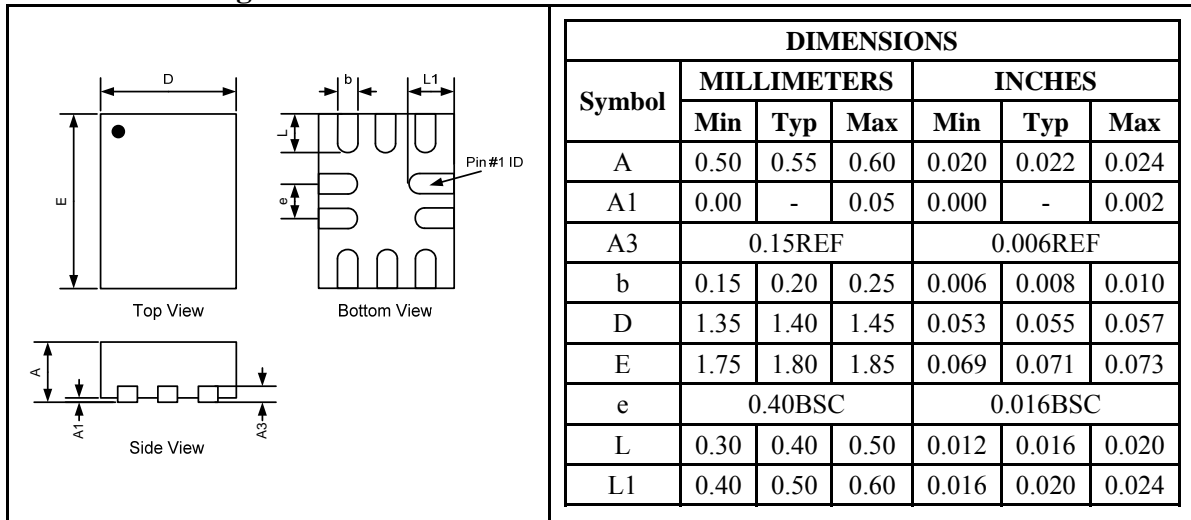 D
E
Top View
b
L1
L
e
Pin #1 ID
Bottom View
A
A1
A3
Side View
DIMENSIONS
Symbol MILLIMETERS INCHES
Min Typ Max Min Typ Max
A 0.50 0.55 0.60 0.020 0.022 0.024
A1 0.00 - 0.05 0.000 - 0.002
A3 0.15REF 0.006REF
b 0.15 0.20 0.25 0.006 0.008 0.010
D 1.35 1.40 1.45 0.053 0.055 0.057
E 1.75 1.80 1.85 0.069 0.071 0.073
e 0.40BSC 0.016BSC
L 0.30 0.40 0.50 0.012 0.016 0.020
L1 0.40 0.50 0.60 0.016 0.020 0.024